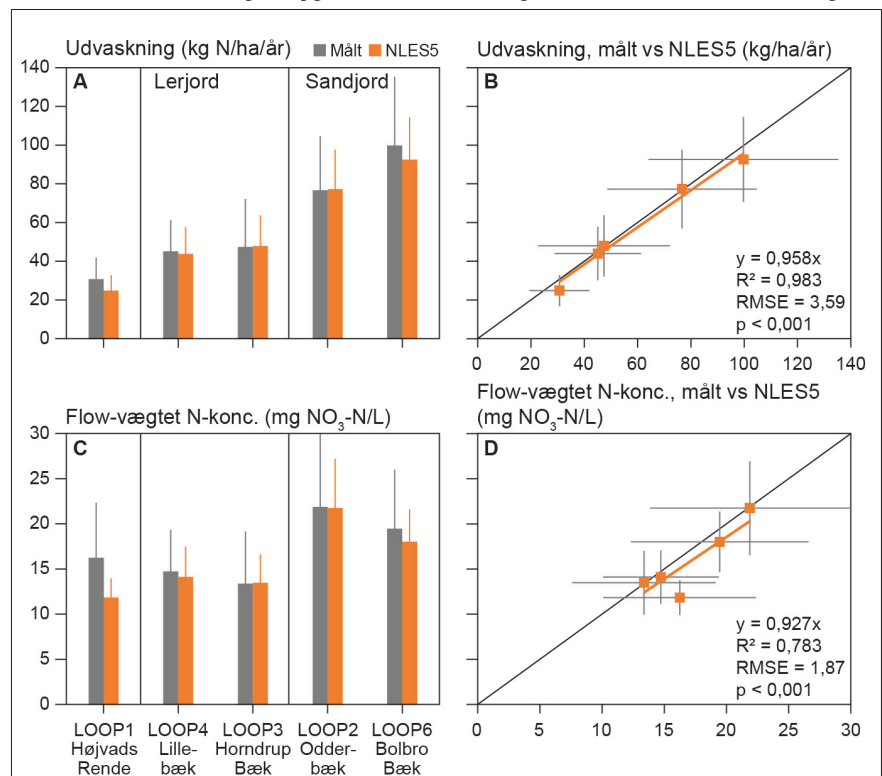 Udvaskning (kg N/ha/år)
Målt
NLES5
140
120
100
80
60
40
20
0
A
Lerjord
Sandjord
Udvaskning, målt vs NLES5 (kg/ha/år)
B
y = 0,958x
R² = 0,983
RMSE = 3,59
p < 0,001
0 20 40 60 80 100 120 140
Flow-vægtet N-konc. (mg NO₃-N/L)
30
25
20
15
10
5
0
C
LOOP1 LOOP4 LOOP3 LOOP2 LOOP6
Højvads Lille- Horndrup Odder- Bolbro
Rende bæk Bæk bæk Bæk
Flow-vægtet N-konc., målt vs NLES5
(mg NO₃-N/L)
D
y = 0,927x
R² = 0,783
RMSE = 1,87
p < 0,001
0 5 10 15 20 25 30